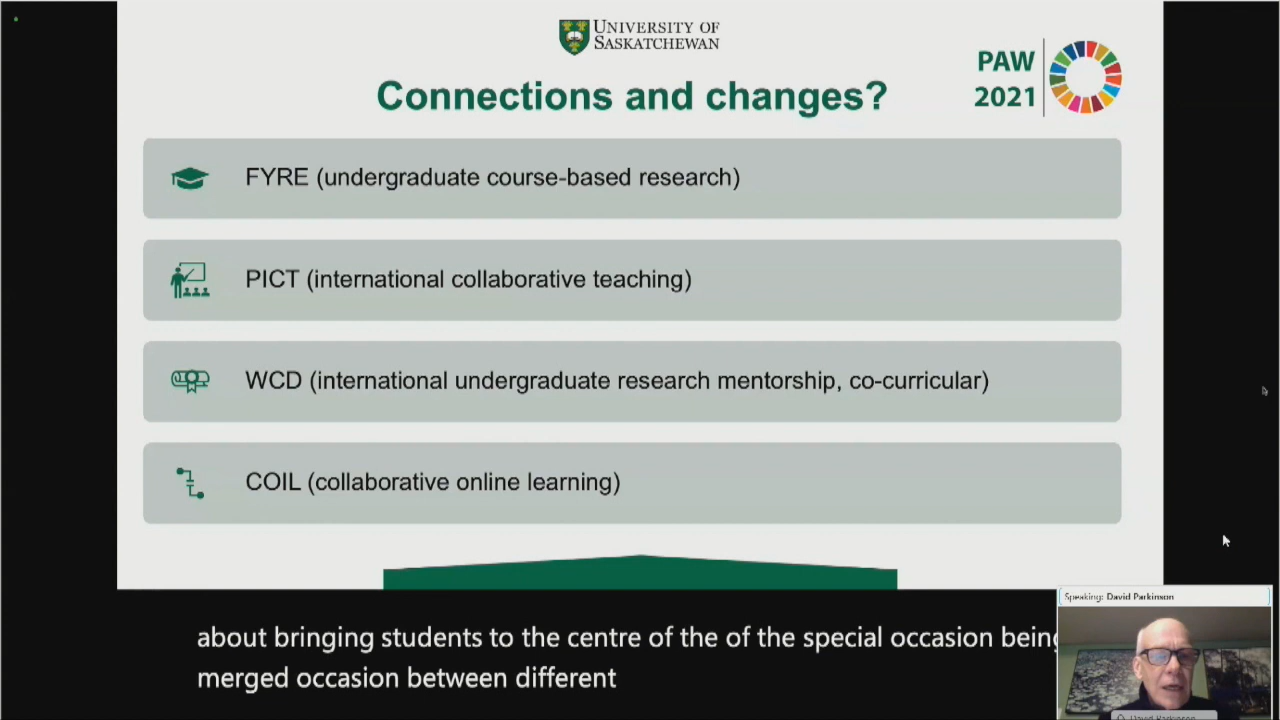 UNIVERSITY OF
SASKATCHEWAN
PAW
2021
Connections and changes?
FYRE (undergraduate course-based research)
PICT (international collaborative teaching)
WCD (international undergraduate research mentorship, co-curricular)
COIL (collaborative online learning)
Speaking: David Parkinson
about bringing students to the centre of the of the special occasion being
merged occasion between different
David Parkinson